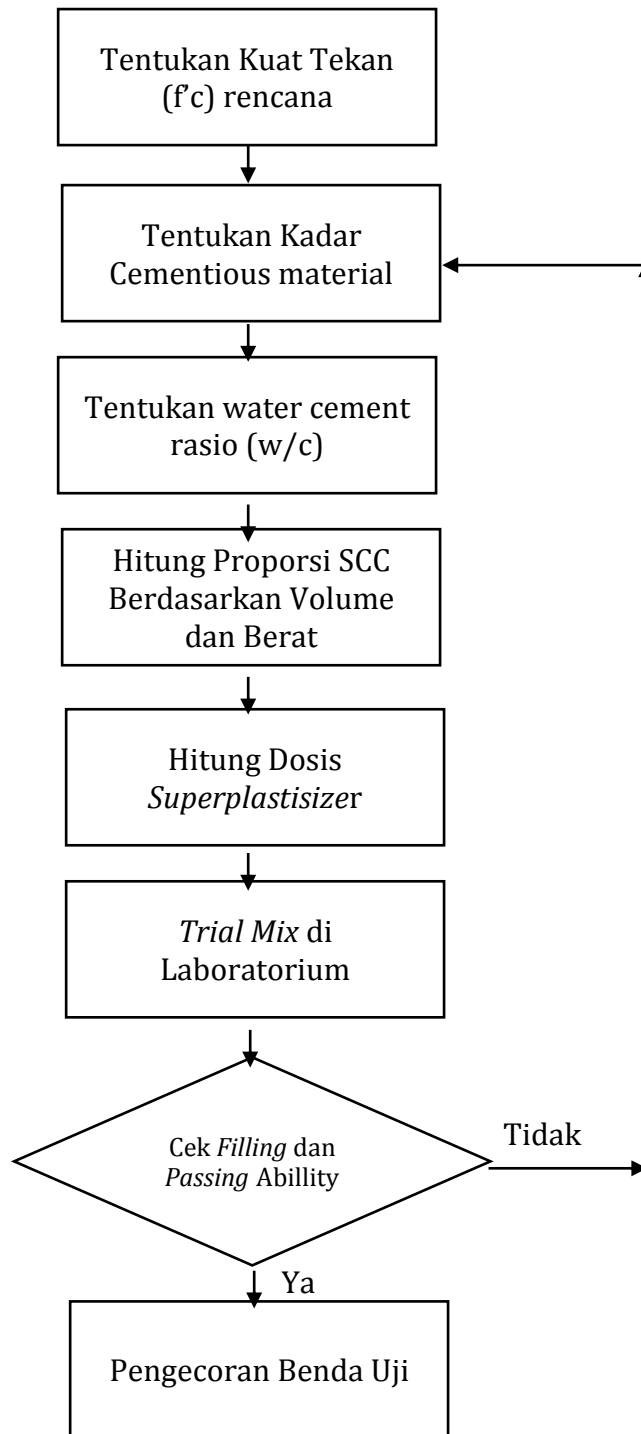 Tentukan Kuat Tekan
(f'c) rencana
Tentukan Kadar
Cementious material
Tentukan water cement
rasio (w/c)
Hitung Proporsi SCC
Berdasarkan Volume
dan Berat
Hitung Dosis
Superplastisizer
Trial Mix di
Laboratorium
Cek Filling dan
Passing Abillity
Tidak
Ya
Pengecoran Benda Uji